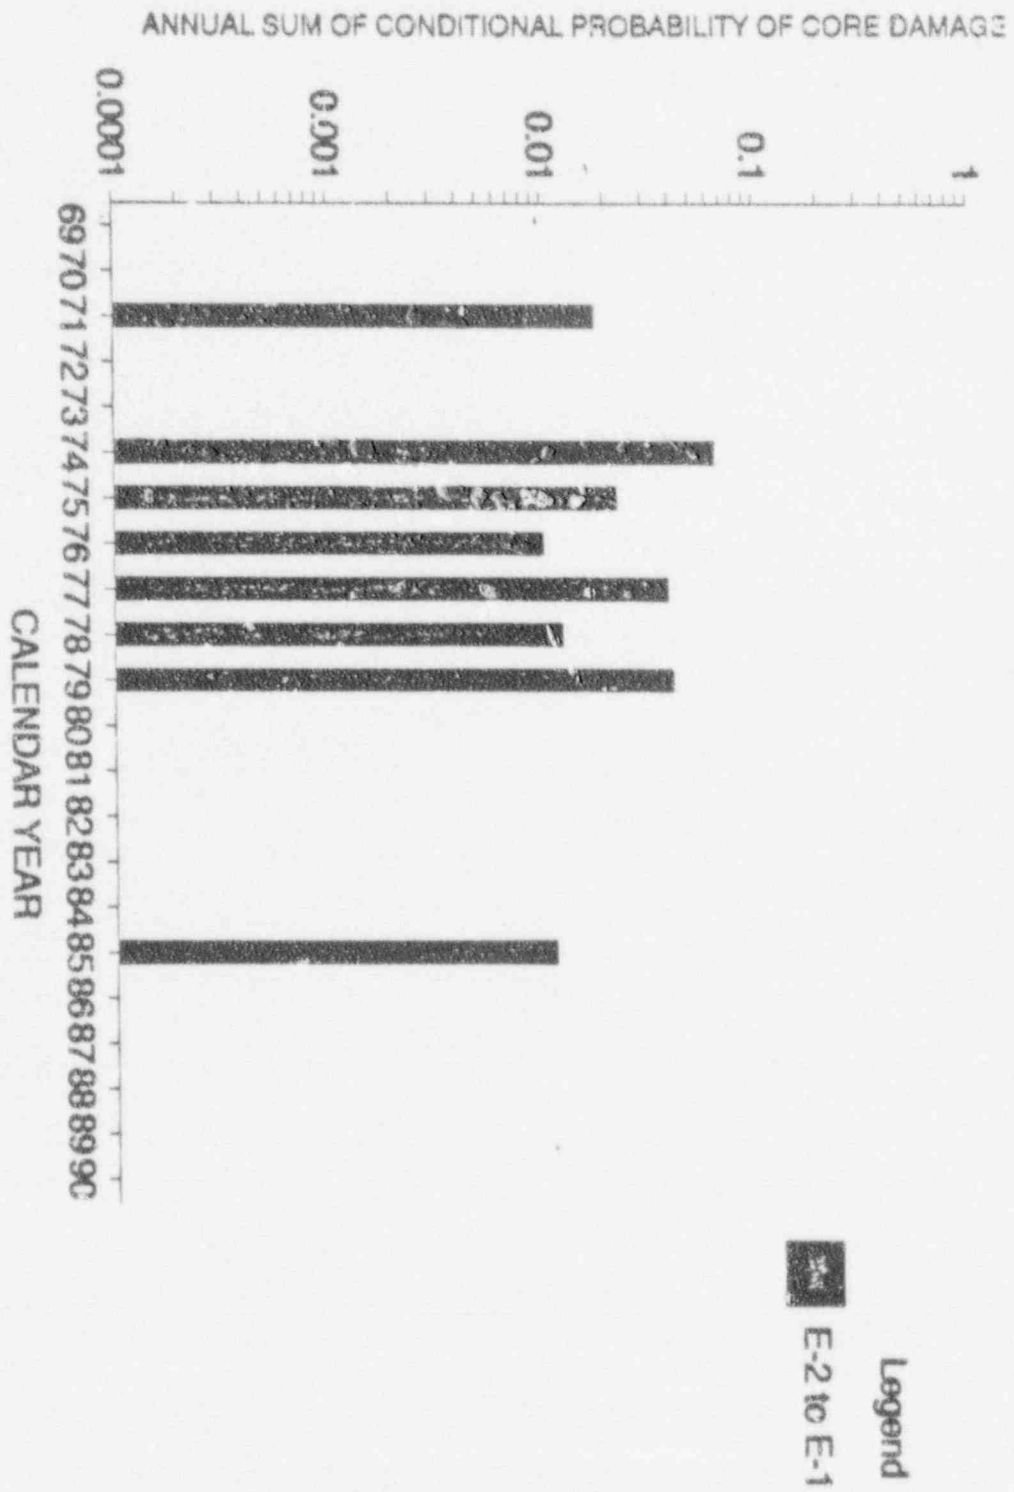 ANNUAL SUM OF CONDITIONAL PROBABILITY OF CORE DAMAGE
1
0.1
0.01
0.001
0.0001
69 70 71 72 73 74 75 76 77 78 79 80 81 82 83 84 85 86 87 88 89 90
CALENDAR YEAR
Legend
E-2 to E-1